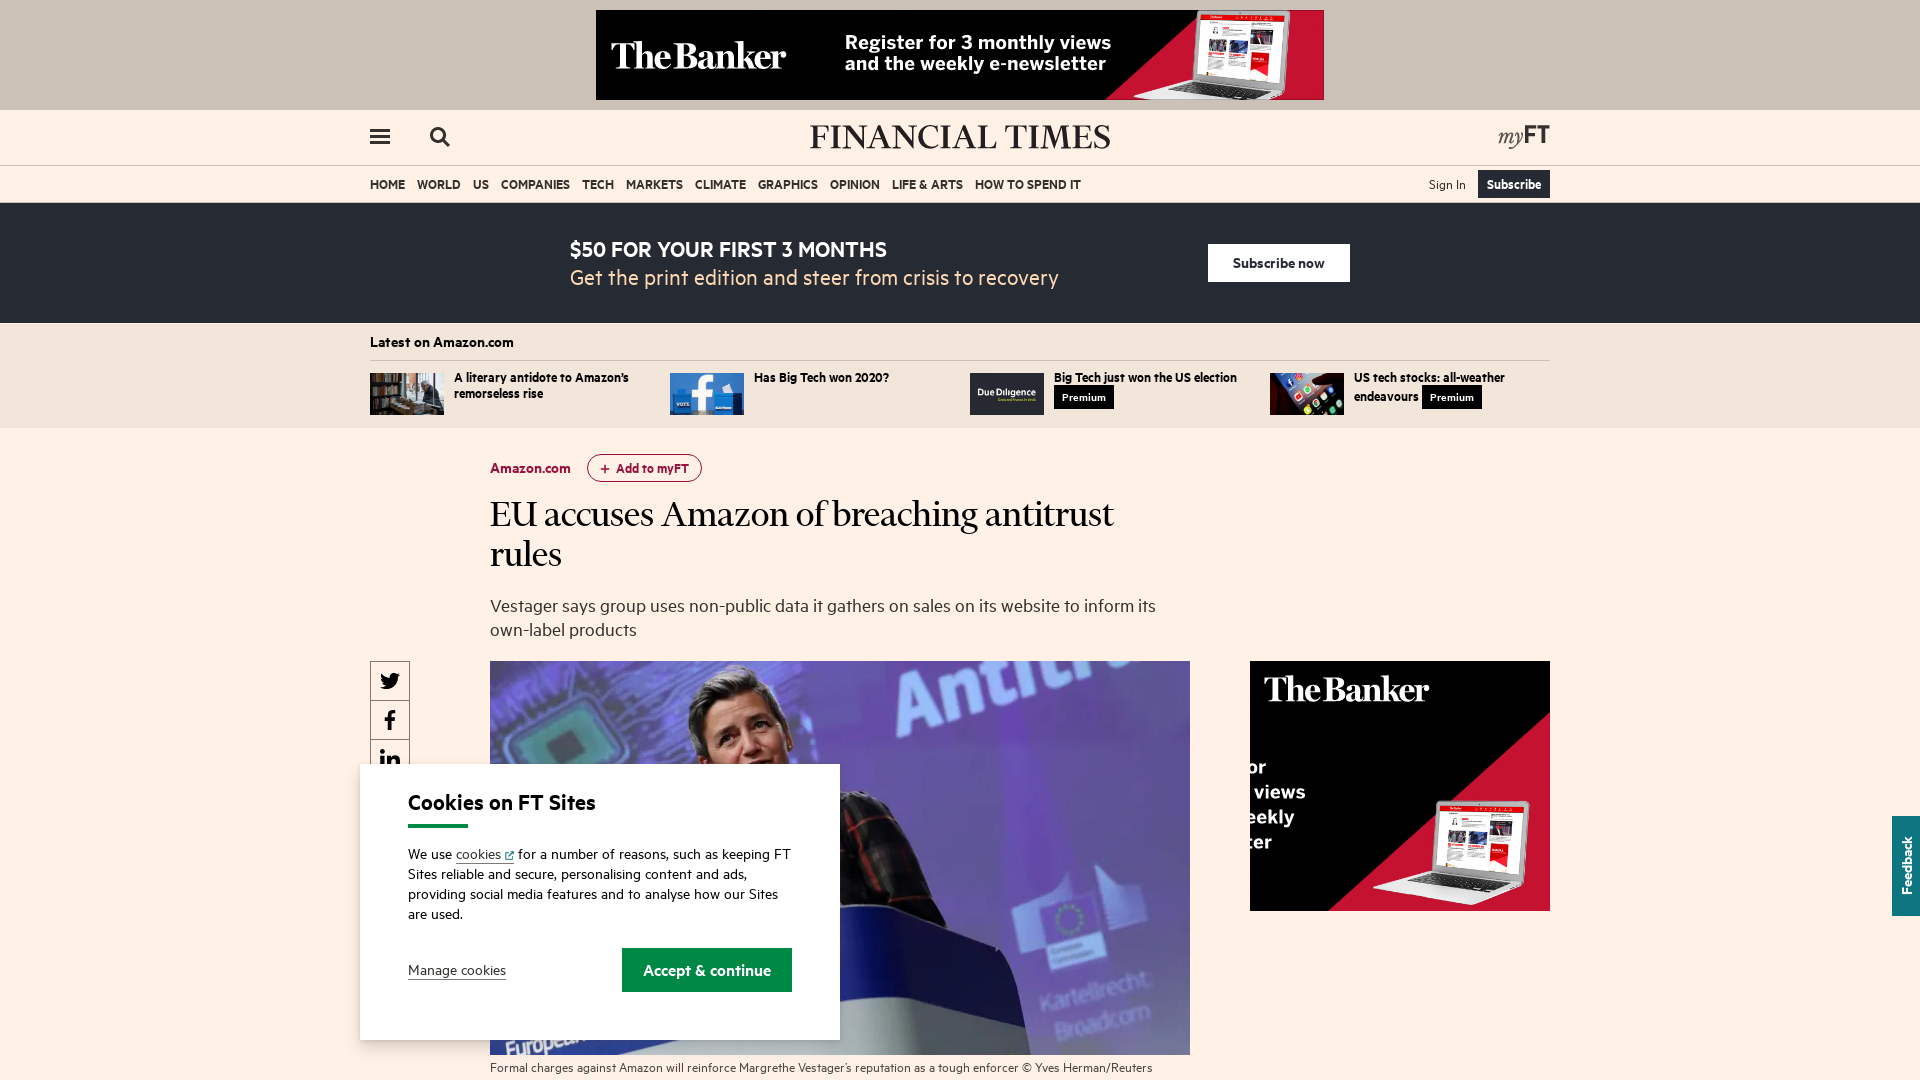 The Banker
Register for 3 monthly views
and the weekly e-newsletter
FINANCIAL TIMES
myFT
HOME WORLD US COMPANIES TECH MARKETS CLIMATE GRAPHICS OPINION LIFE & ARTS HOW TO SPEND IT
Sign In Subscribe
$50 FOR YOUR FIRST 3 MONTHS
Get the print edition and steer from crisis to recovery
Subscribe now
Latest on Amazon.com
A literary antidote to Amazon's
remorseless rise
VOTE
Has Big Tech won 2020?
Due Diligence
Big Tech just won the US election
Premium
US tech stocks: all-weather
endeavours Premium
Amazon.com + Add to myFT
EU accuses Amazon of breaching antitrust
rules
Vestager says group uses non-public data it gathers on sales on its website to inform its
own-label products
Antitru
The Banker
or
views
eekly
ter
Cookies on FT Sites
We use cookies for a number of reasons, such as keeping FT
Sites reliable and secure, personalising content and ads,
providing social media features and to analyse how our Sites
are used.
Manage cookies Accept & continue
European
Commission
Kartellrecht:
Broadcom
European
Feedback
Formal charges against Amazon will reinforce Margrethe Vestager's reputation as a tough enforcer © Yves Herman/Reuters